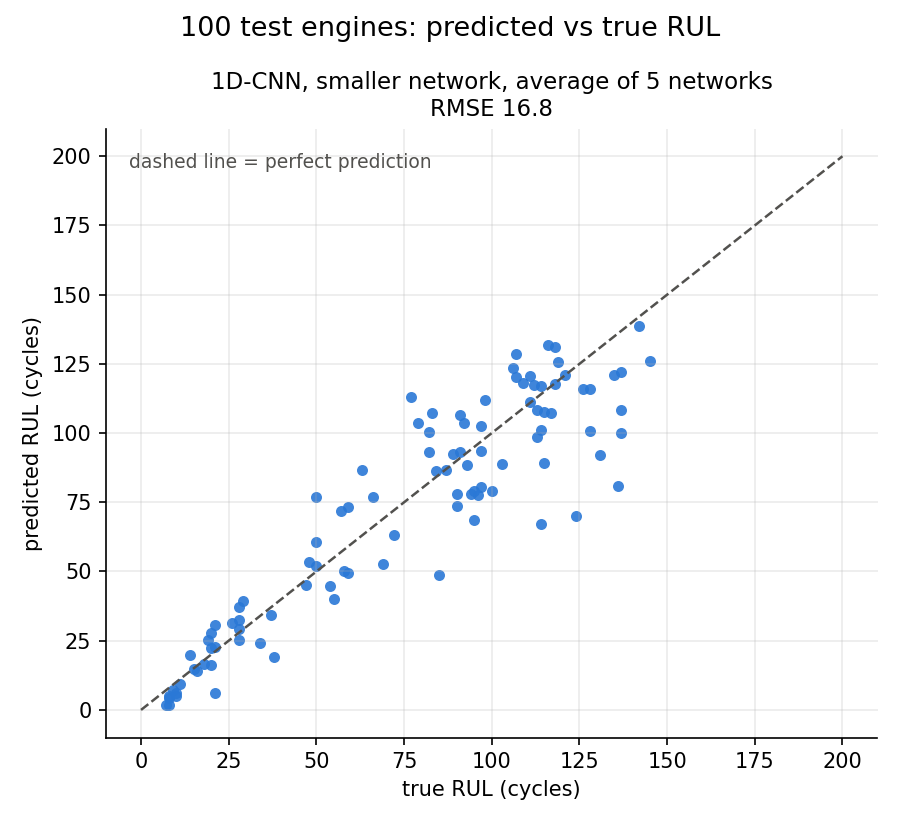 100 test engines: predicted vs true RUL
1D-CNN, smaller network, average of 5 networks
RMSE 16.8
dashed line = perfect prediction
predicted RUL (cycles)
200
175
150
125
100
75
50
25
0
0 25 50 75 100 125 150 175 200
true RUL (cycles)